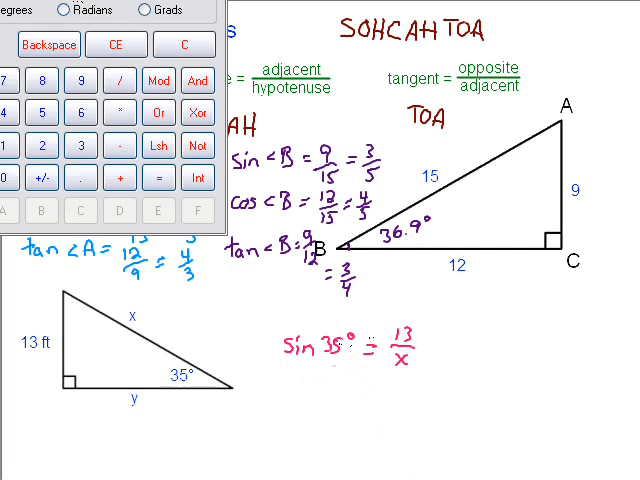 egrees Radians Grads
Backspace CE C
7 8 9 / Mod And
4 5 6 * Or Xor
1 2 3 - Lsh Not
0 +/- . + = Int
A B C D E F
s SOHCAHTOA
e = adjacent / hypotenuse
tangent = opposite / adjacent
AH TOA
sin <B = 9/15 = 3/5
cos <B = 12/15 = 4/5
tan <B = 9/12 = 3/4
tan <A = 12/9 = 4/3
A
15
9
36.9°
B
12
C
13 ft
x
35°
y
sin 35° = 13/x